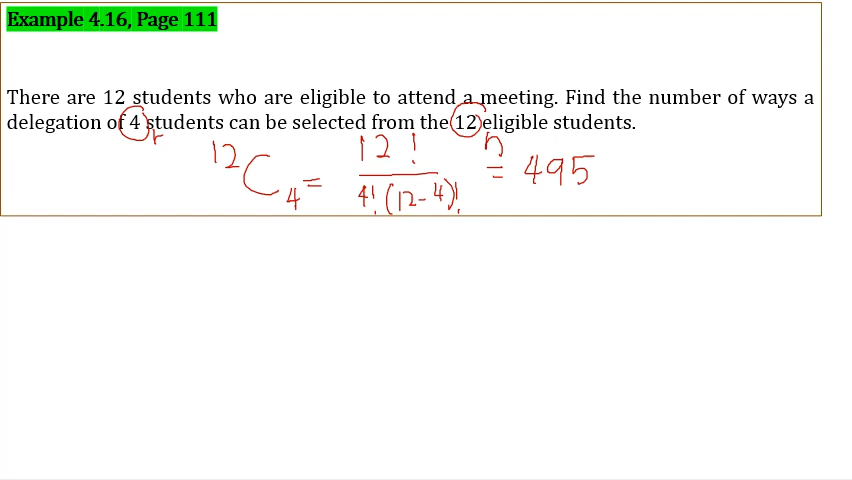 Example 4.16, Page 111
There are 12 students who are eligible to attend a meeting. Find the number of ways a
delegation of 4 students can be selected from the 12 eligible students.
r n
¹²C₄ = 12! / 4!(12-4)! = 495